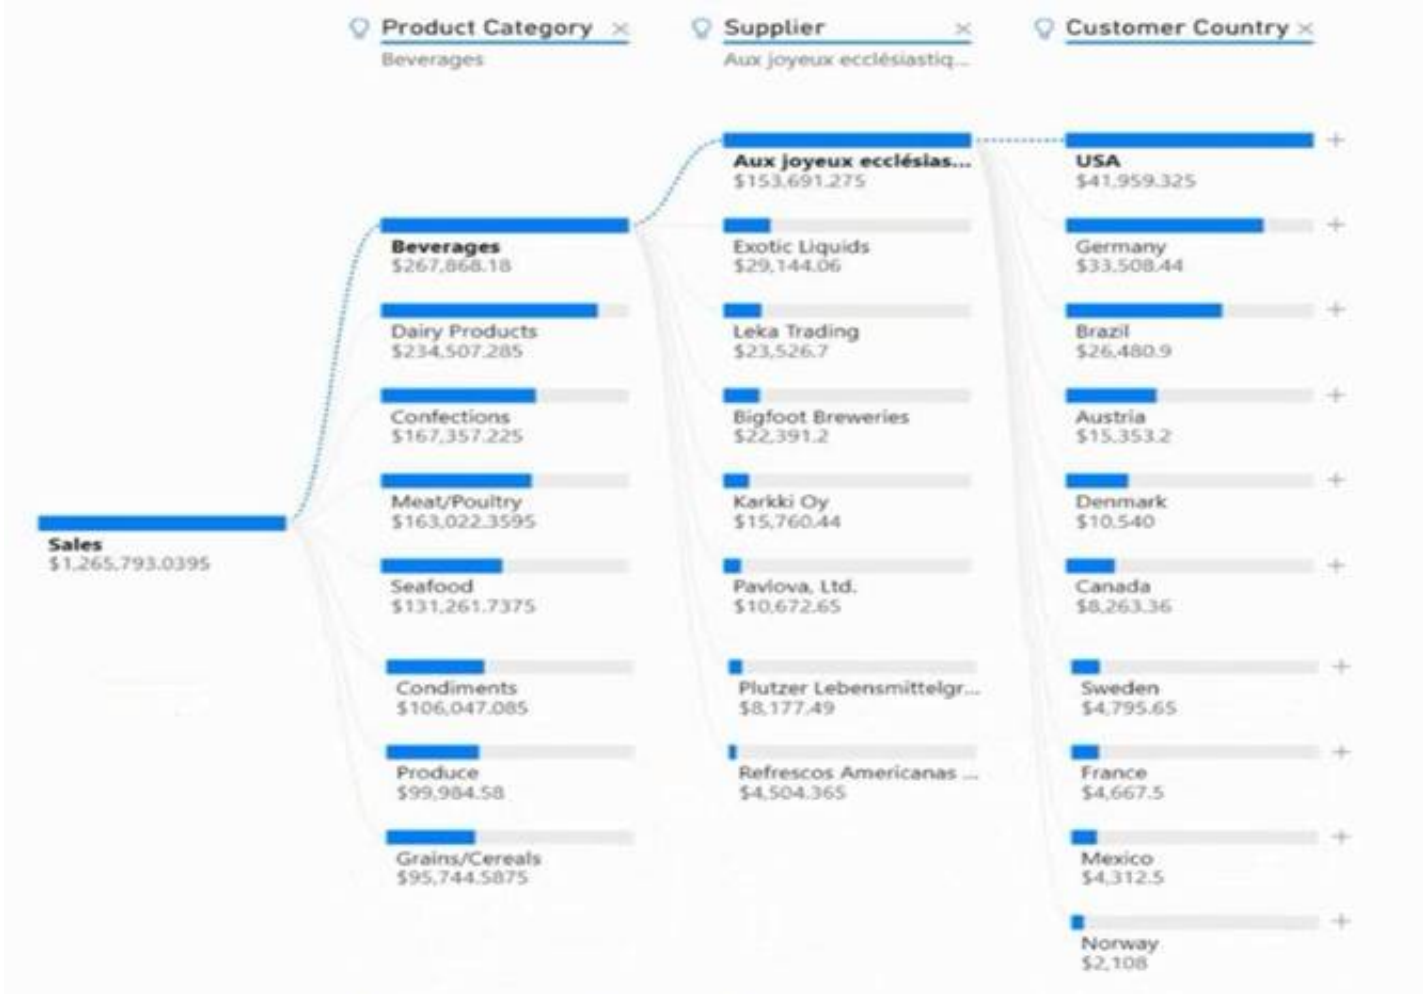 Product Category
Beverages
Supplier
Aux joyeux ecclésiastiq...
Customer Country
Sales
$1,265,793.0395
Beverages
$267,868.18
Dairy Products
$234,507.285
Confections
$167,357.225
Meat/Poultry
$163,022.3595
Seafood
$131,261.7375
Condiments
$106,047.085
Produce
$99,984.58
Grains/Cereals
$95,744.5875
Aux joyeux ecclésias...
$153,691.275
Exotic Liquids
$29,144.06
Leka Trading
$23,526.7
Bigfoot Breweries
$22,391.2
Karkki Oy
$15,760.44
Pavlova, Ltd.
$10,672.65
Plutzer Lebensmittelgr...
$8,177.49
Refrescos Americanas ...
$4,504.365
USA
$41,959.325
Germany
$33,508.44
Brazil
$26,480.9
Austria
$15,353.2
Denmark
$10,540
Canada
$8,263.36
Sweden
$4,795.65
France
$4,667.5
Mexico
$4,312.5
Norway
$2,108